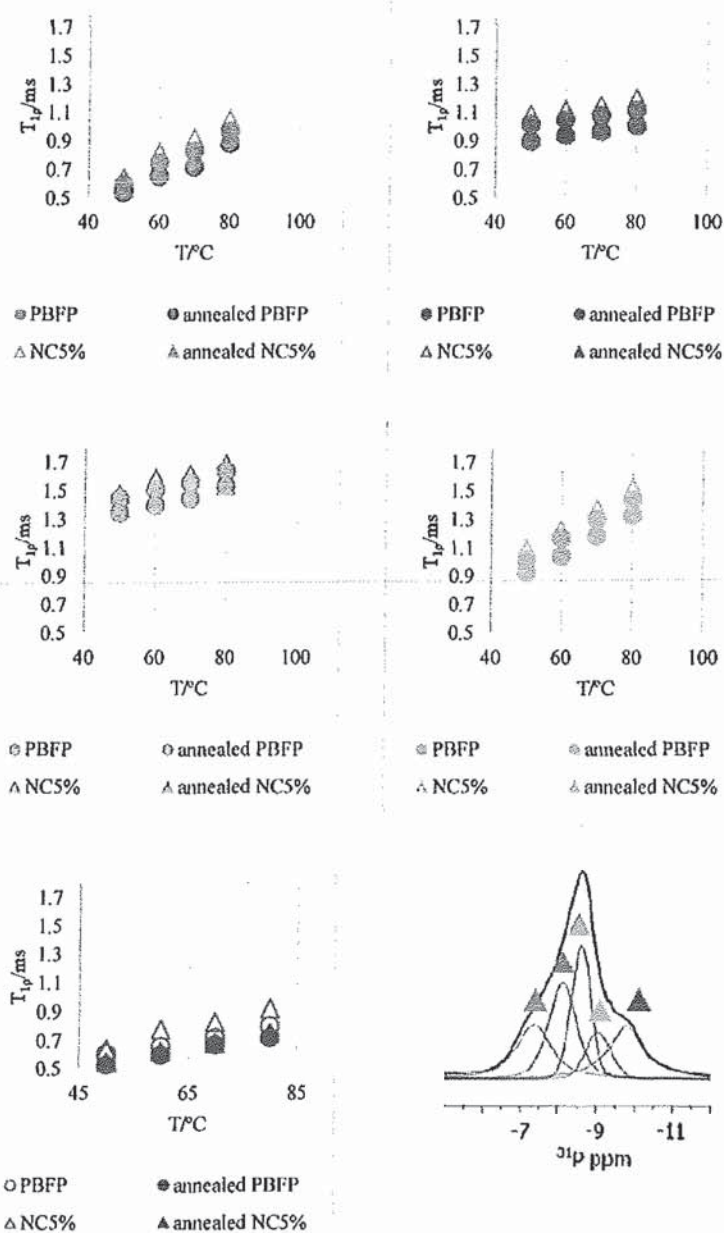 T1ρ/ms
1.7
1.5
1.3
1.1
0.9
0.7
0.5
40 60 80 100
T/°C
PBFP annealed PBFP
△ NC5% ▲ annealed NC5%
T1ρ/ms
1.7
1.5
1.3
1.1
0.9
0.7
0.5
40 60 80 100
T/°C
PBFP annealed PBFP
△ NC5% ▲ annealed NC5%
T1ρ/ms
1.7
1.5
1.3
1.1
0.9
0.7
0.5
40 60 80 100
T/°C
PBFP annealed PBFP
NC5% annealed NC5%
T1ρ/ms
1.7
1.5
1.3
1.1
0.9
0.7
0.5
40 60 80 100
T/°C
PBFP annealed PBFP
NC5% annealed NC5%
T1ρ/ms
1.7
1.5
1.3
1.1
0.9
0.7
0.5
45 65 85
T/°C
PBFP annealed PBFP
△ NC5% ▲ annealed NC5%
-7 -9 -11
³¹P ppm